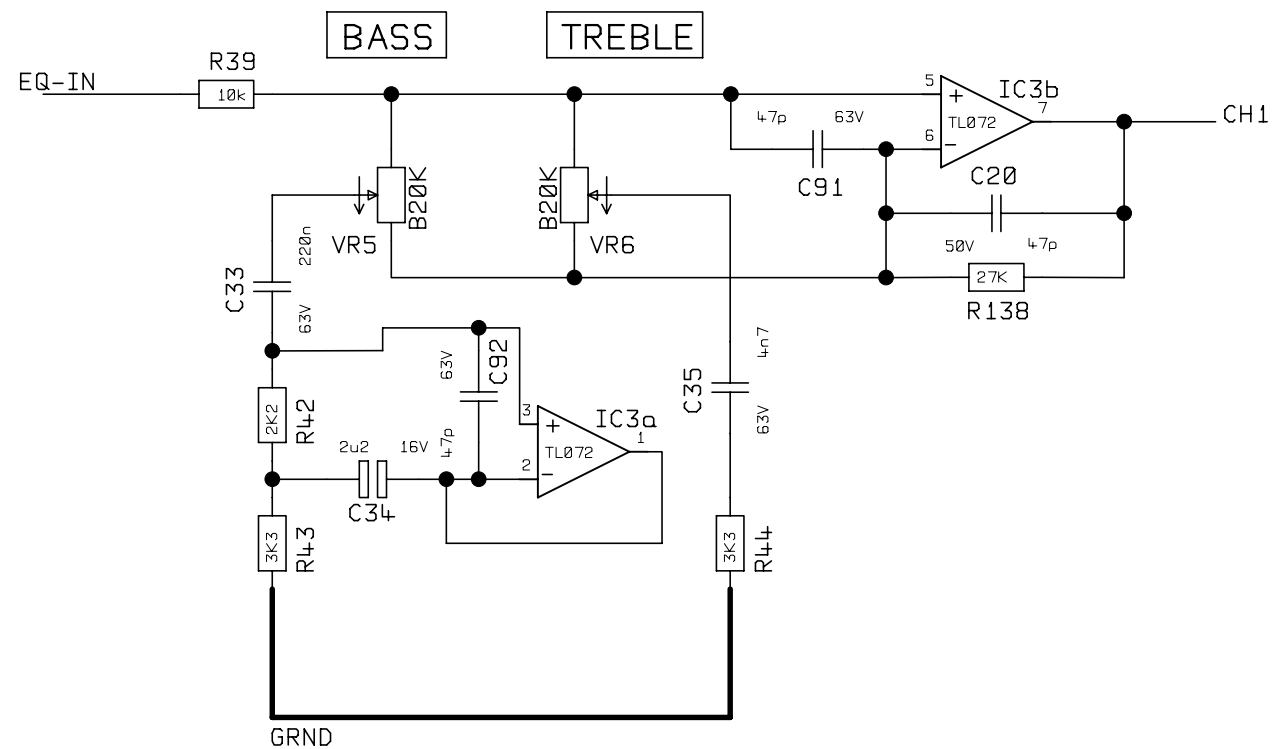 BASS
TREBLE
EQ-IN
R39
10k
5
IC3b
7
TL072
CH1
47p
63V
6
C91
C20
50V
47p
27K
R138
B20K
VR5
B20K
VR6
220n
C33
63V
63V
C92
4n7
C35
63V
2K2
R42
3
IC3a
1
TL072
2
2u2
16V
47p
C34
3K3
R43
3K3
R44
GRND